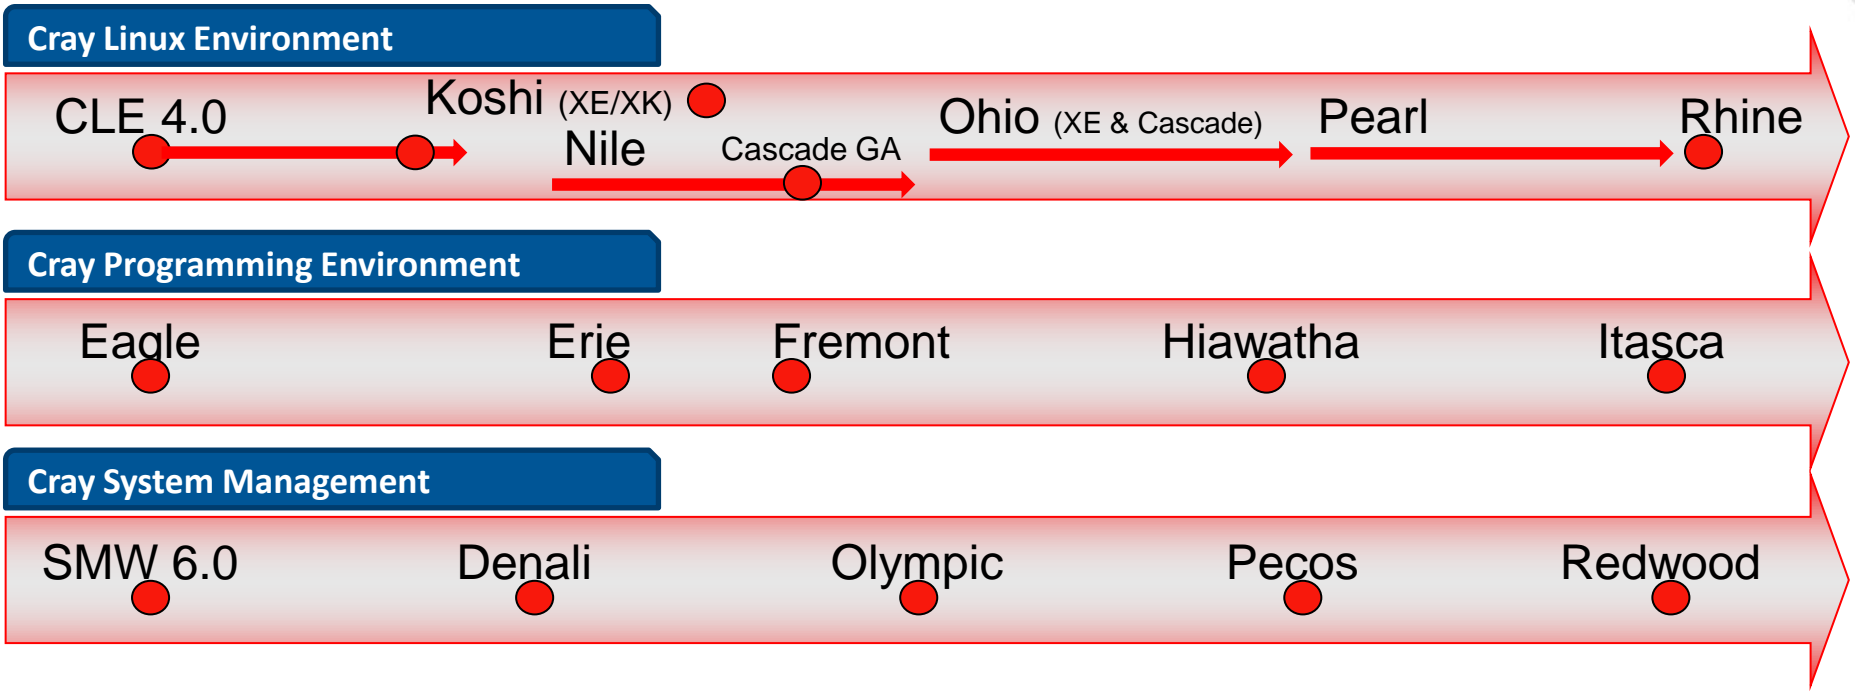 Cray Linux Environment
CLE 4.0
Koshi (XE/XK)
Nile
Cascade GA
Ohio (XE & Cascade)
Pearl
Rhine
Cray Programming Environment
Eagle
Erie
Fremont
Hiawatha
Itasca
Cray System Management
SMW 6.0
Denali
Olympic
Pecos
Redwood